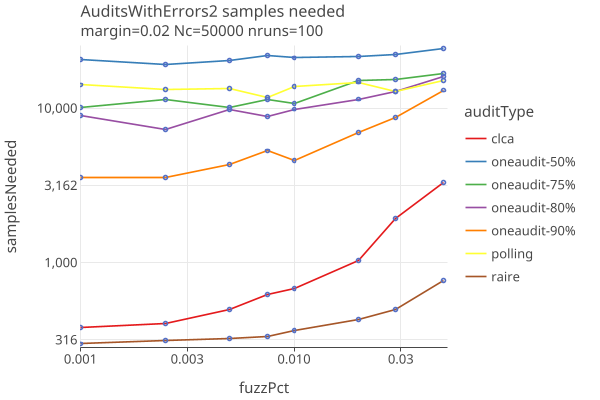 AuditsWithErrors2 samples needed
margin=0.02 Nc=50000 nruns=100
samplesNeeded
10,000
3,162
1,000
316
0.001
0.003
0.010
0.03
fuzzPct
auditType
clca
oneaudit-50%
oneaudit-75%
oneaudit-80%
oneaudit-90%
polling
raire